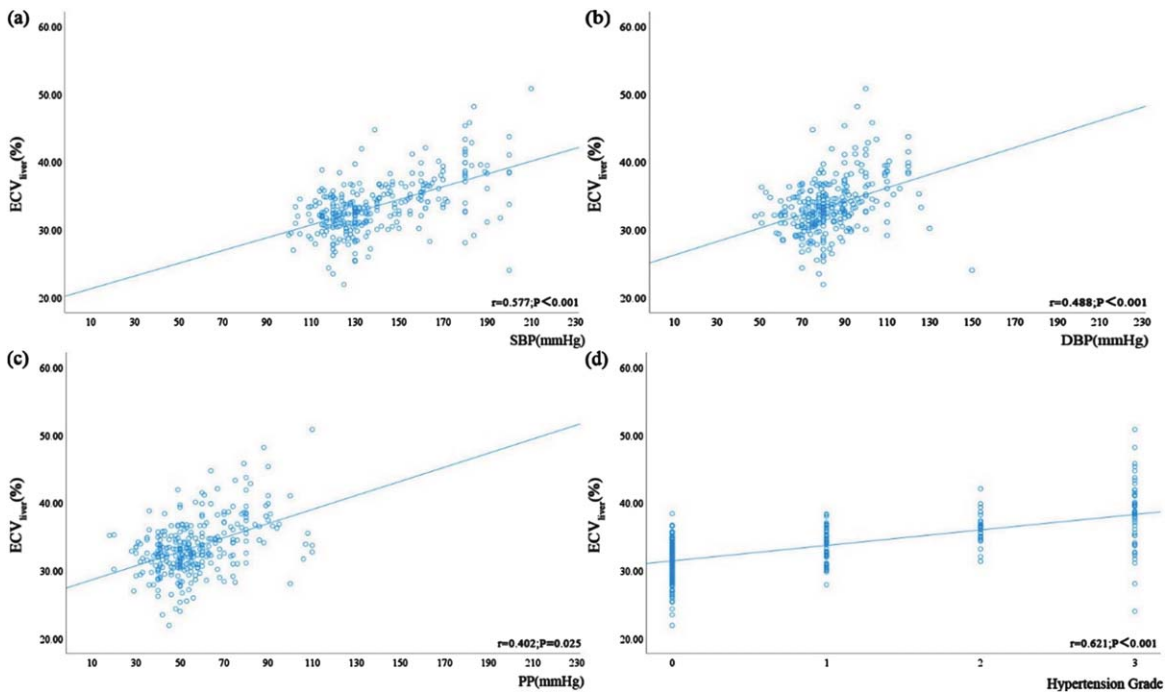 (a)
60.00
50.00
40.00
30.00
20.00
ECVliver(%)
r=0.577;P<0.001
10 30 50 70 90 110 130 150 170 190 210 230
SBP(mmHg)
(b)
60.00
50.00
40.00
30.00
20.00
ECVliver(%)
r=0.488;P<0.001
10 30 50 70 90 110 130 150 170 190 210 230
DBP(mmHg)
(c)
60.00
50.00
40.00
30.00
20.00
ECVliver(%)
r=0.402;P=0.025
10 30 50 70 90 110 130 150 170 190 210 230
PP(mmHg)
(d)
60.00
50.00
40.00
30.00
20.00
ECVliver(%)
r=0.621;P<0.001
0 1 2 3
Hypertension Grade